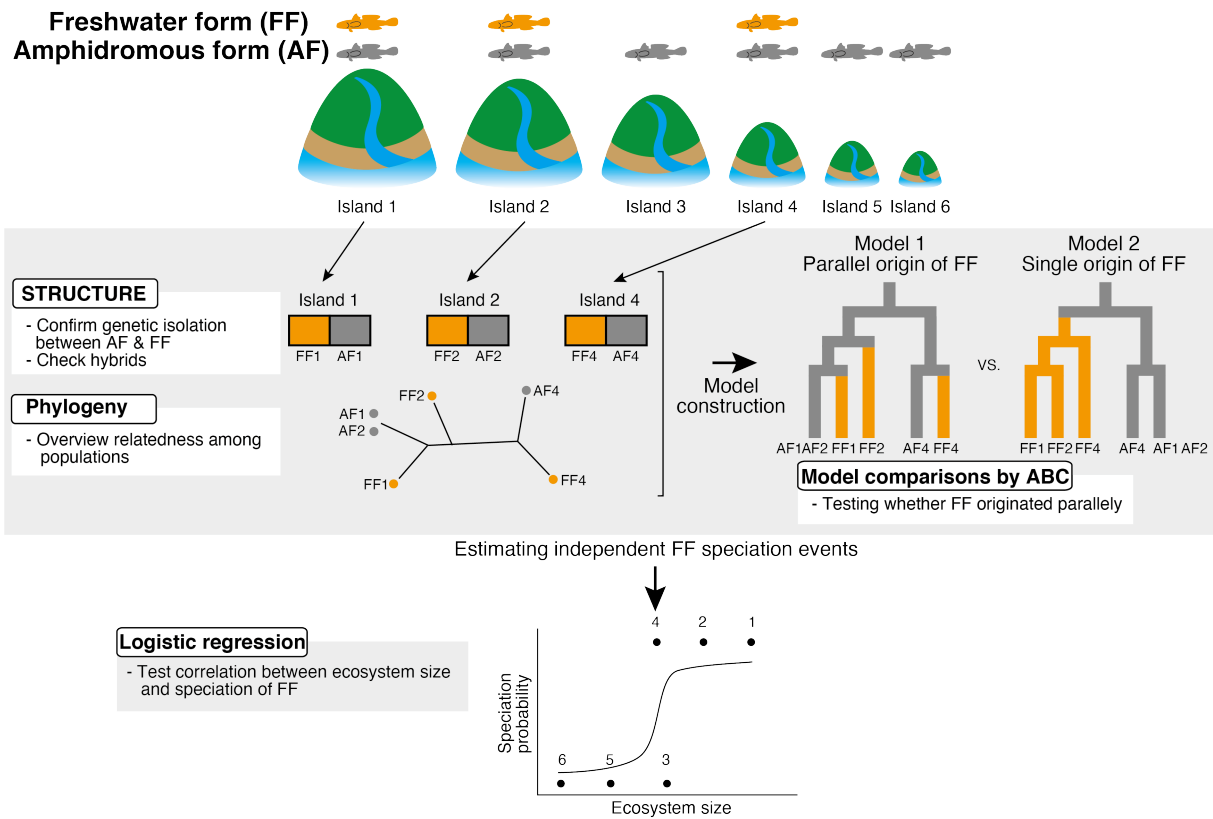 Freshwater form (FF)
Amphidromous form (AF)
Island 1
Island 2
Island 3
Island 4
Island 5
Island 6
STRUCTURE
- Confirm genetic isolation
between AF & FF
- Check hybrids
Island 1
Island 2
Island 4
FF1 AF1
FF2 AF2
FF4 AF4
Phylogeny
- Overview relatedness among
populations
AF1
AF2
FF2
AF4
FF1
FF4
Model
construction
Model 1
Parallel origin of FF
AF1 AF2 FF1 FF2 AF4 FF4
vs.
Model 2
Single origin of FF
FF1 FF2 FF4 AF4 AF1 AF2
Model comparisons by ABC
- Testing whether FF originated parallely
Estimating independent FF speciation events
Logistic regression
- Test correlation between ecosystem size
and speciation of FF
Speciation
probability
4 2 1
6 5 3
Ecosystem size